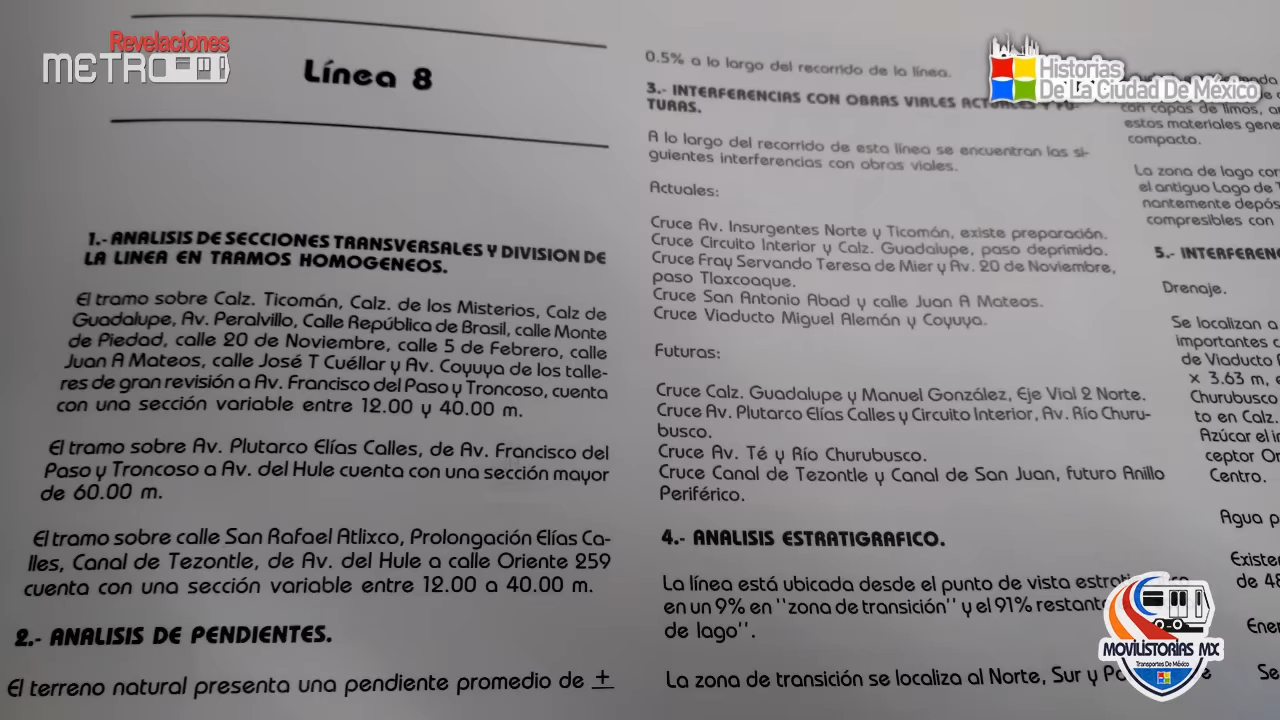 Revelaciones
METRO
Historias
De La Ciudad De México
Línea 8
1.- ANALISIS DE SECCIONES TRANSVERSALES Y DIVISION DE
LA LINEA EN TRAMOS HOMOGENEOS.
El tramo sobre Calz. Ticomán, Calz. de los Misterios, Calz de
Guadalupe, Av. Peralvillo, Calle República de Brasil, calle Monte
de Piedad, calle 20 de Noviembre, calle 5 de Febrero, calle
Juan A Mateos, calle José T Cuéllar y Av. Coyuya de los talle-
res de gran revisión a Av. Francisco del Paso y Troncoso, cuenta
con una sección variable entre 12.00 y 40.00 m.
El tramo sobre Av. Plutarco Elías Calles, de Av. Francisco del
Paso y Troncoso a Av. del Hule cuenta con una sección mayor
de 60.00 m.
El tramo sobre calle San Rafael Atlixco, Prolongación Elías Ca-
lles, Canal de Tezontle, de Av. del Hule a calle Oriente 259
cuenta con una sección variable entre 12.00 a 40.00 m.
2.- ANALISIS DE PENDIENTES.
El terreno natural presenta una pendiente promedio de ±
0.5% a lo largo del recorrido de la línea.
3.- INTERFERENCIAS CON OBRAS VIALES ACTUALES Y FU-
TURAS.
A lo largo del recorrido de esta línea se encuentran las si-
guientes interferencias con obras viales.
Actuales:
Cruce Av. Insurgentes Norte y Ticomán, existe preparación.
Cruce Circuito Interior y Calz. Guadalupe, paso deprimido.
Cruce Fray Servando Teresa de Mier y Av. 20 de Noviembre,
paso Tlaxcoaque.
Cruce San Antonio Abad y calle Juan A Mateos.
Cruce Viaducto Miguel Alemán y Coyuya.
Futuras:
Cruce Calz. Guadalupe y Manuel González, Eje Vial 2 Norte.
Cruce Av. Plutarco Elías Calles y Circuito Interior, Av. Río Churu-
busco.
Cruce Av. Té y Río Churubusco.
Cruce Canal de Tezontle y Canal de San Juan, futuro Anillo
Periférico.
4.- ANALISIS ESTRATIGRAFICO.
La línea está ubicada desde el punto de vista
en un 9% en "zona de transición" y el 91% restante
de lago".
La zona de transición se localiza al Norte, Sur y
con capas de limos,
estos materiales
compacto.
La zona de lago
el antiguo Lago de
compresibles con
5.-
Drenaje.
Se localizan
importantes
de Viaducto
x 3.63 m,
Churubusco
to en Calz.
Azúcar el
ceptor
Centro.
Agua
de 48
Se
MOVILISTORIAS MX
Transportes De México